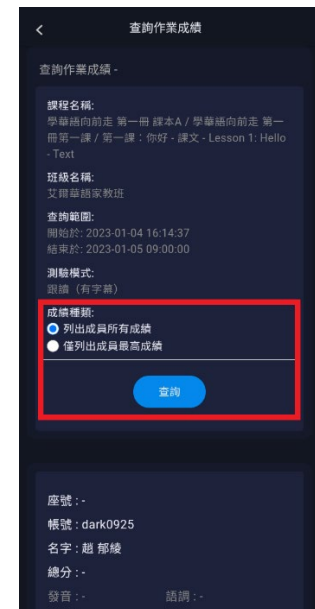 查詢作業成績
查詢作業成績 -
課程名稱:
學華語向前走 第一冊 課本A / 學華語向前走 第一
冊第一課 / 第一課：你好 - 課文 - Lesson 1: Hello
- Text
班級名稱:
艾爾華語家教班
查詢範圍:
開始於: 2023-01-04 16:14:37
結束於: 2023-01-05 09:00:00
測驗模式:
跟讀（有字幕）
成績種類:
列出成員所有成績
僅列出成員最高成績
查詢
座號 : -
帳號 : dark0925
名字 : 趙 郁綾
總分 : -
發音 : - 語調 : -